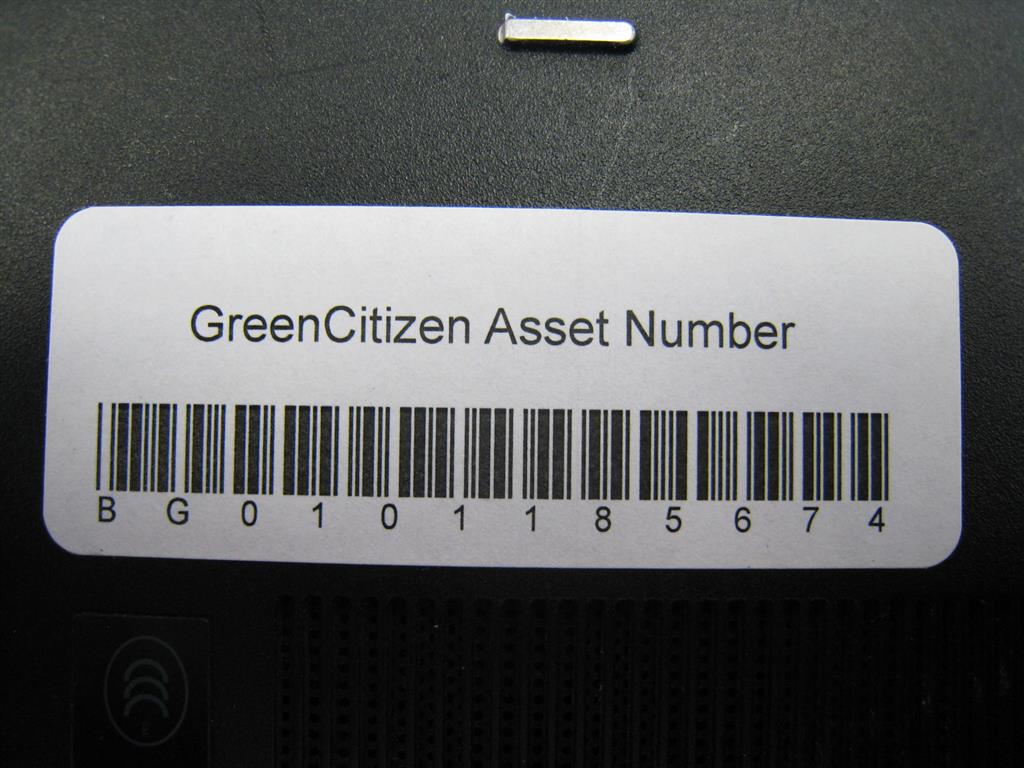 GreenCitizen Asset Number
B G 0 1 0 1 1 8 5 6 7 4